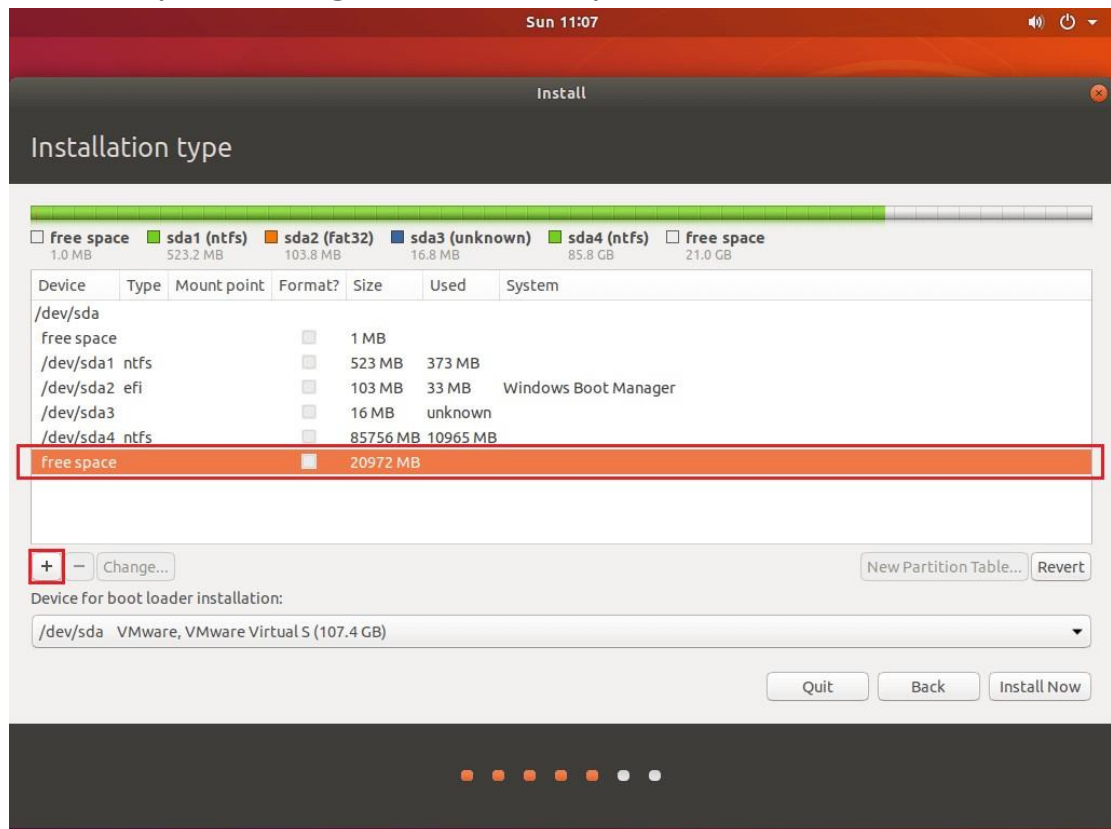 Sun 11:07
Install
Installation type
free space sda1 (ntfs) sda2 (fat32) sda3 (unknown) sda4 (ntfs) free space
1.0 MB 523.2 MB 103.8 MB 16.8 MB 85.8 GB 21.0 GB
Device Type Mount point Format? Size Used System
/dev/sda
free space 1 MB
/dev/sda1 ntfs 523 MB 373 MB
/dev/sda2 efi 103 MB 33 MB Windows Boot Manager
/dev/sda3 16 MB unknown
/dev/sda4 ntfs 85756 MB 10965 MB
free space 20972 MB
+ − Change... New Partition Table... Revert
Device for boot loader installation:
/dev/sda VMware, VMware Virtual S (107.4 GB)
Quit Back Install Now